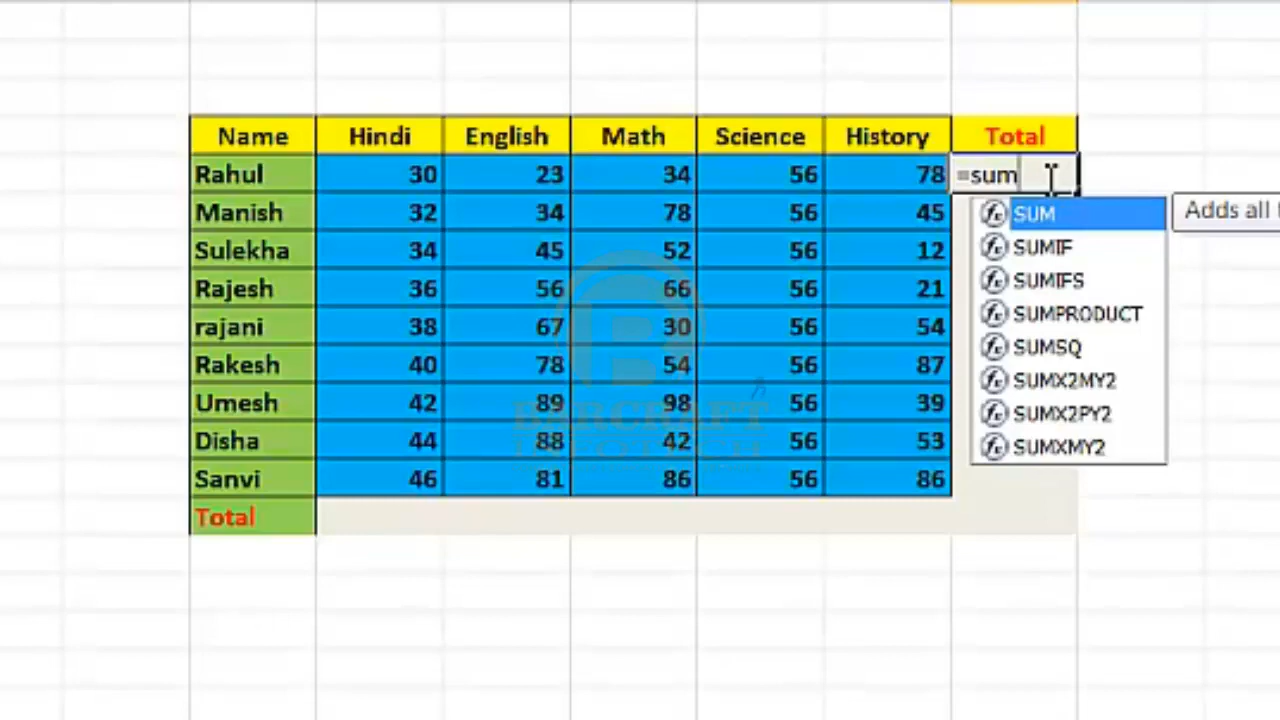 Name Hindi English Math Science History Total
Rahul 30 23 34 56 78 =sum
Manish 32 34 78 56 45 SUM Adds all
Sulekha 34 45 52 56 12 SUMIF
Rajesh 36 56 66 56 21 SUMIFS
rajani 38 67 30 56 54 SUMPRODUCT
Rakesh 40 78 54 56 87 SUMSQ
Umesh 42 89 98 56 39 SUMX2MY2
Disha 44 88 42 56 53 SUMX2PY2
Sanvi 46 81 86 56 86 SUMXMY2
Total
BARCRAFT
INFOTECH